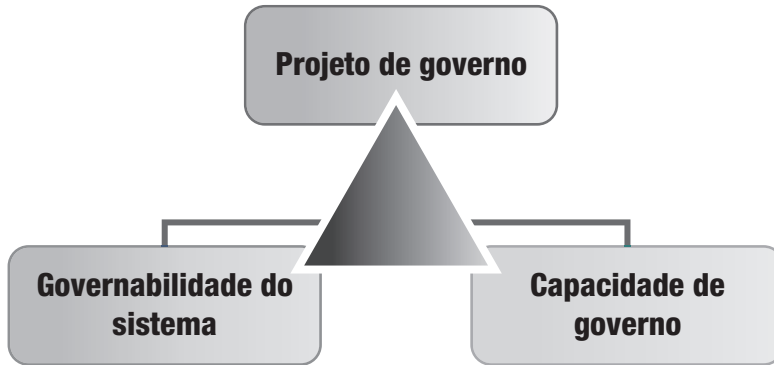 Projeto de governo
Governabilidade do
sistema
Capacidade de
governo